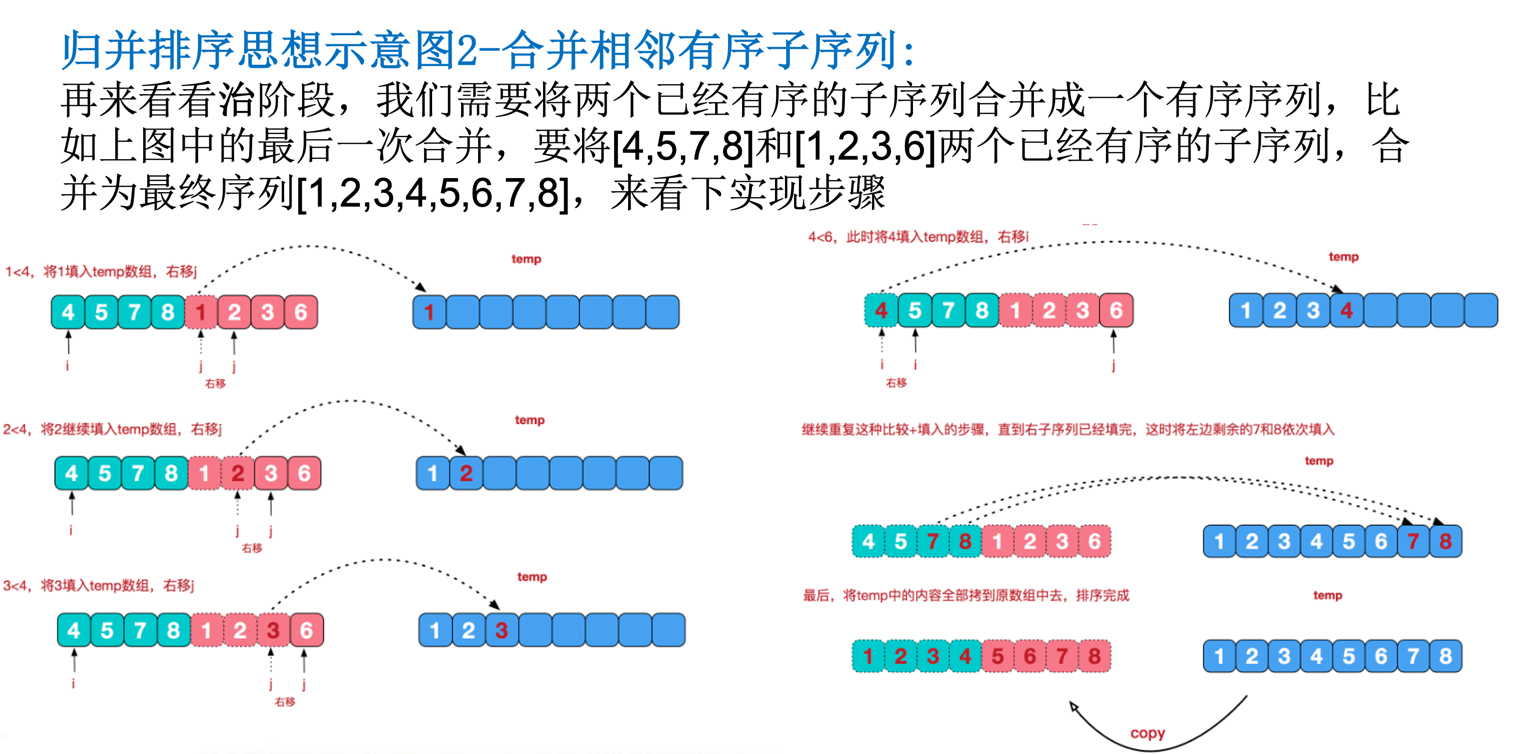 归并排序思想示意图2-合并相邻有序子序列:
再来看看治阶段，我们需要将两个已经有序的子序列合并成一个有序序列，比
如上图中的最后一次合并，要将[4,5,7,8]和[1,2,3,6]两个已经有序的子序列，合
并为最终序列[1,2,3,4,5,6,7,8]，来看下实现步骤
1<4，将1填入temp数组，右移j
temp
4 5 7 8 1 2 3 6
1
i j j
右移
2<4，将2继续填入temp数组，右移j
temp
4 5 7 8 1 2 3 6
1 2
i j j
右移
3<4，将3填入temp数组，右移j
temp
4 5 7 8 1 2 3 6
1 2 3
i j j
右移
4<6，此时将4填入temp数组，右移i
temp
4 5 7 8 1 2 3 6
1 2 3 4
i i j
右移
继续重复这种比较+填入的步骤，直到右子序列已经填完，这时将左边剩余的7和8依次填入
temp
4 5 7 8 1 2 3 6
1 2 3 4 5 6 7 8
最后，将temp中的内容全部拷到原数组中去，排序完成
temp
1 2 3 4 5 6 7 8
1 2 3 4 5 6 7 8
copy